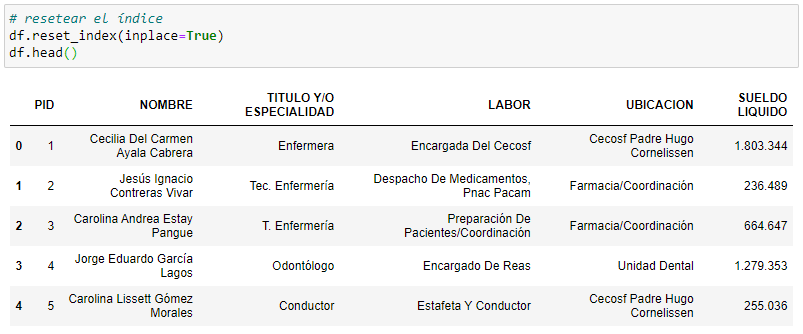 # resetear el índice
df.reset_index(inplace=True)
df.head()
PID NOMBRE TITULO Y/O ESPECIALIDAD LABOR UBICACION SUELDO LIQUIDO
0 1 Cecilia Del Carmen Ayala Cabrera Enfermera Encargada Del Cecosf Cecosf Padre Hugo Cornelissen 1.803.344
1 2 Jesús Ignacio Contreras Vivar Tec. Enfermería Despacho De Medicamentos, Pnac Pacam Farmacia/Coordinación 236.489
2 3 Carolina Andrea Estay Pangue T. Enfermería Preparación De Pacientes/Coordinación Farmacia/Coordinación 664.647
3 4 Jorge Eduardo García Lagos Odontólogo Encargado De Reas Unidad Dental 1.279.353
4 5 Carolina Lissett Gómez Morales Conductor Estafeta Y Conductor Cecosf Padre Hugo Cornelissen 255.036